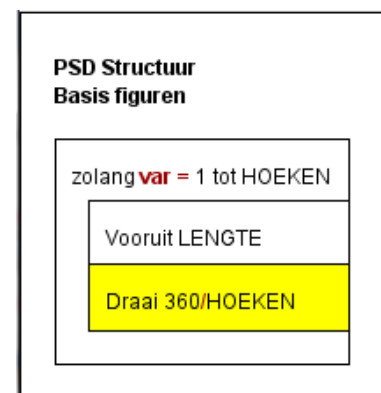 PSD Structuur
Basis figuren
zolang var = 1 tot HOEKEN
Vooruit LENGTE
Draai 360/HOEKEN